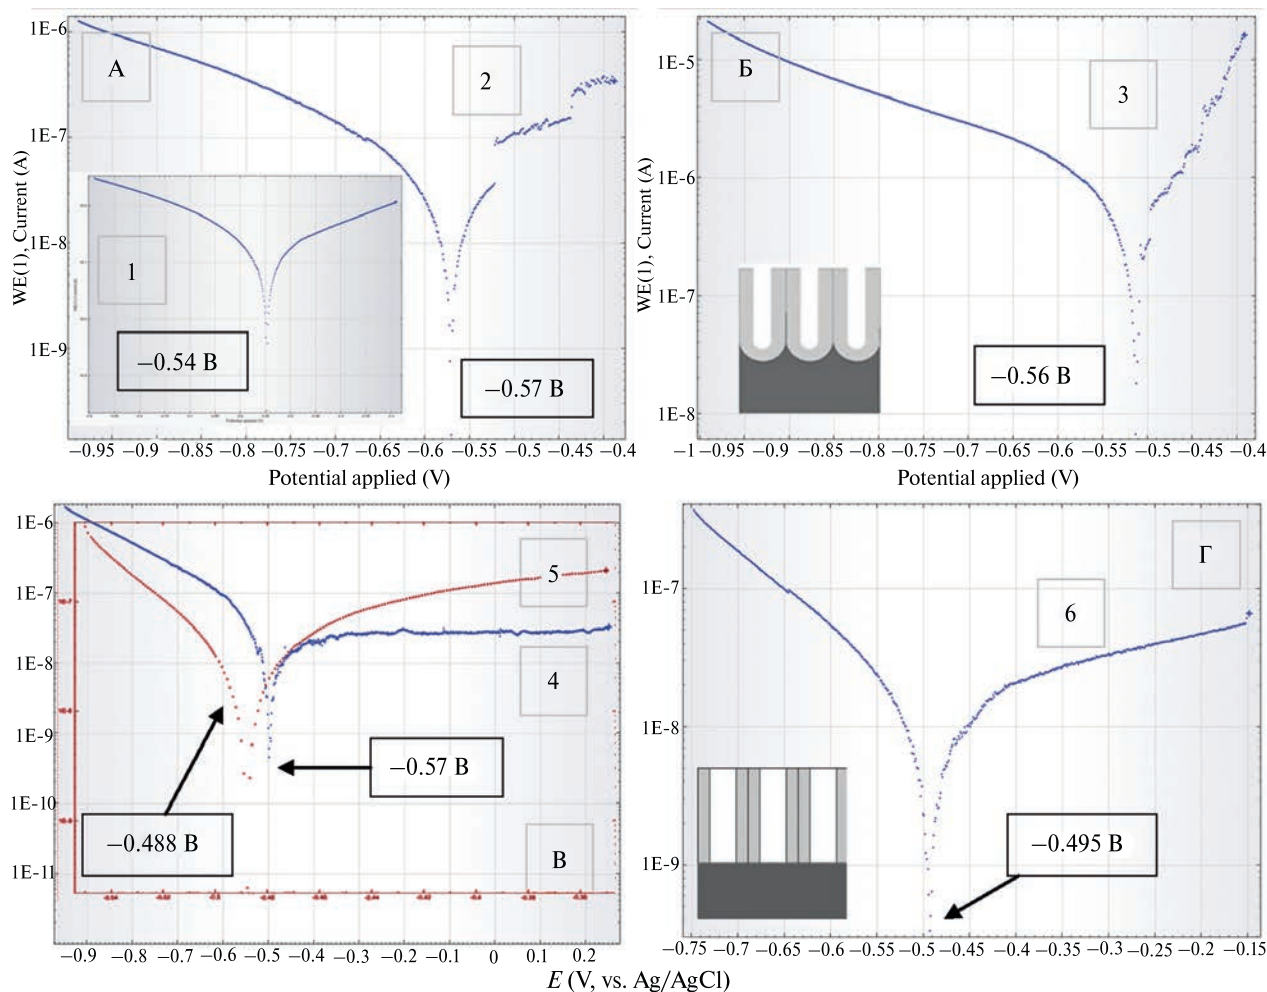 1E-6
1E-7
1E-8
1E-9
WE(1), Current (A)
А
2
1
−0.54 В
−0.57 В
−0.95 −0.9 −0.85 −0.8 −0.75 −0.7 −0.65 −0.6 −0.55 −0.5 −0.45 −0.4
Potential applied (V)
1E-5
1E-6
1E-7
1E-8
WE(1), Current (A)
Б
3
−0.56 В
−1 −0.95 −0.9 −0.85 −0.8 −0.75 −0.7 −0.65 −0.6 −0.55 −0.5 −0.45 −0.4
Potential applied (V)
1E-6
1E-7
1E-8
1E-9
1E-10
1E-11
5
4
−0.57 В
−0.488 В
В
−0.9 −0.8 −0.7 −0.6 −0.5 −0.4 −0.3 −0.2 −0.1 0 0.1 0.2
1E-7
1E-8
1E-9
Г
6
−0.495 В
−0.75 −0.7 −0.65 −0.6 −0.55 −0.5 −0.45 −0.4 −0.35 −0.3 −0.25 −0.2 −0.15
E (V, vs. Ag/AgCl)